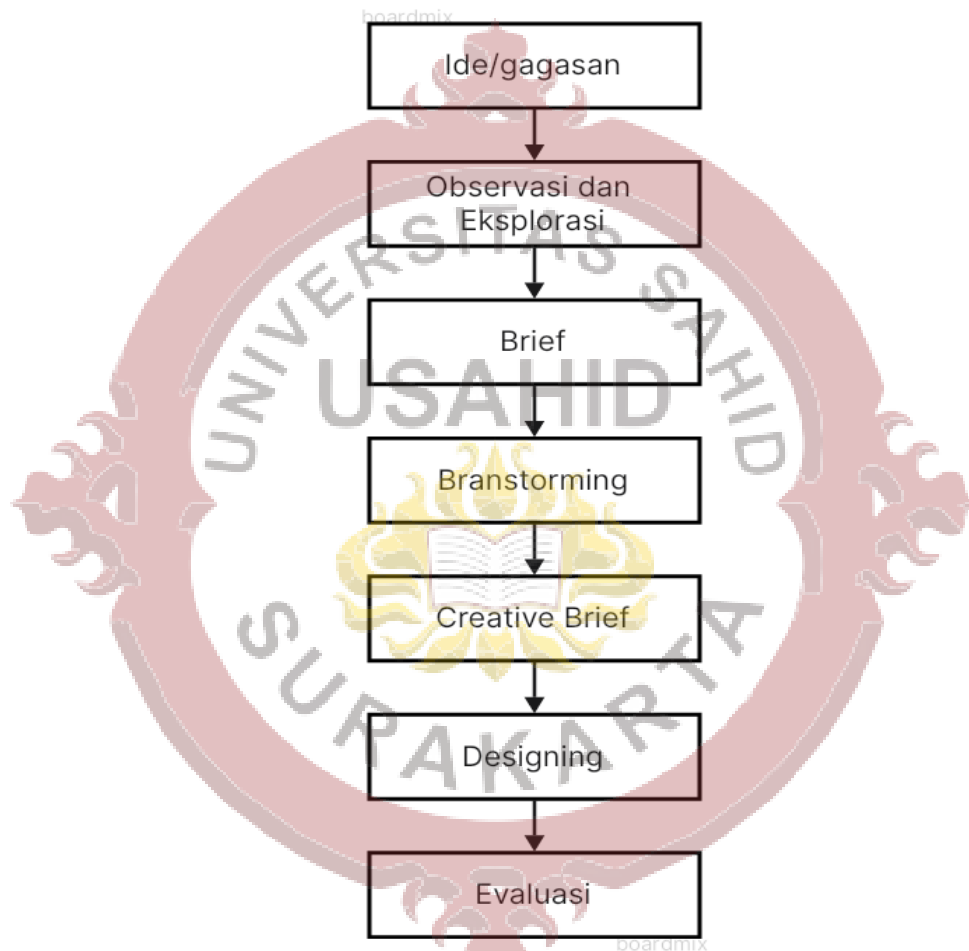 boardmix
Ide/gagasan
Observasi dan
Eksplorasi
UNIVERSITAS SAHID
Brief
USAHID
Branstorming
Creative Brief
SURAKARTA
Designing
Evaluasi
boardmix